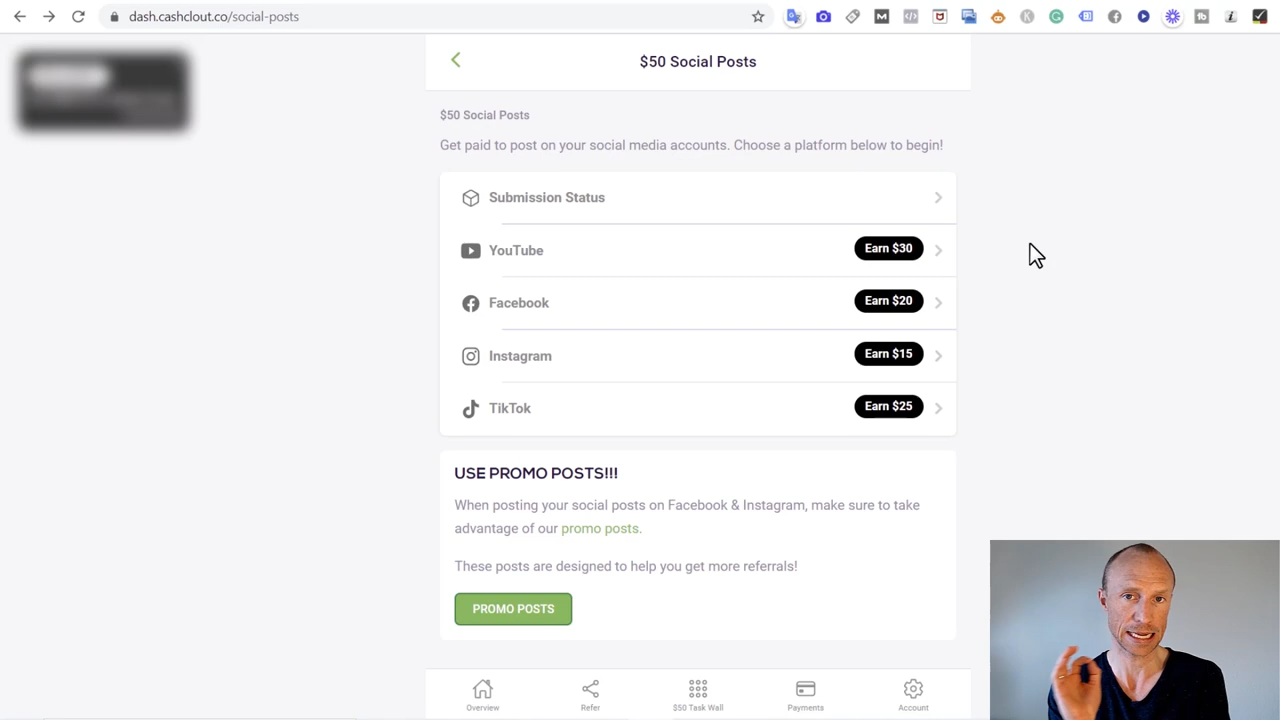 dash.cashclout.co/social-posts
$50 Social Posts
$50 Social Posts
Get paid to post on your social media accounts. Choose a platform below to begin!
Submission Status
YouTube
Earn $30
Facebook
Earn $20
Instagram
Earn $15
TikTok
Earn $25
USE PROMO POSTS!!!
When posting your social posts on Facebook & Instagram, make sure to take
advantage of our promo posts.
These posts are designed to help you get more referrals!
PROMO POSTS
Overview
Refer
$50 Task Wall
Payments
Account